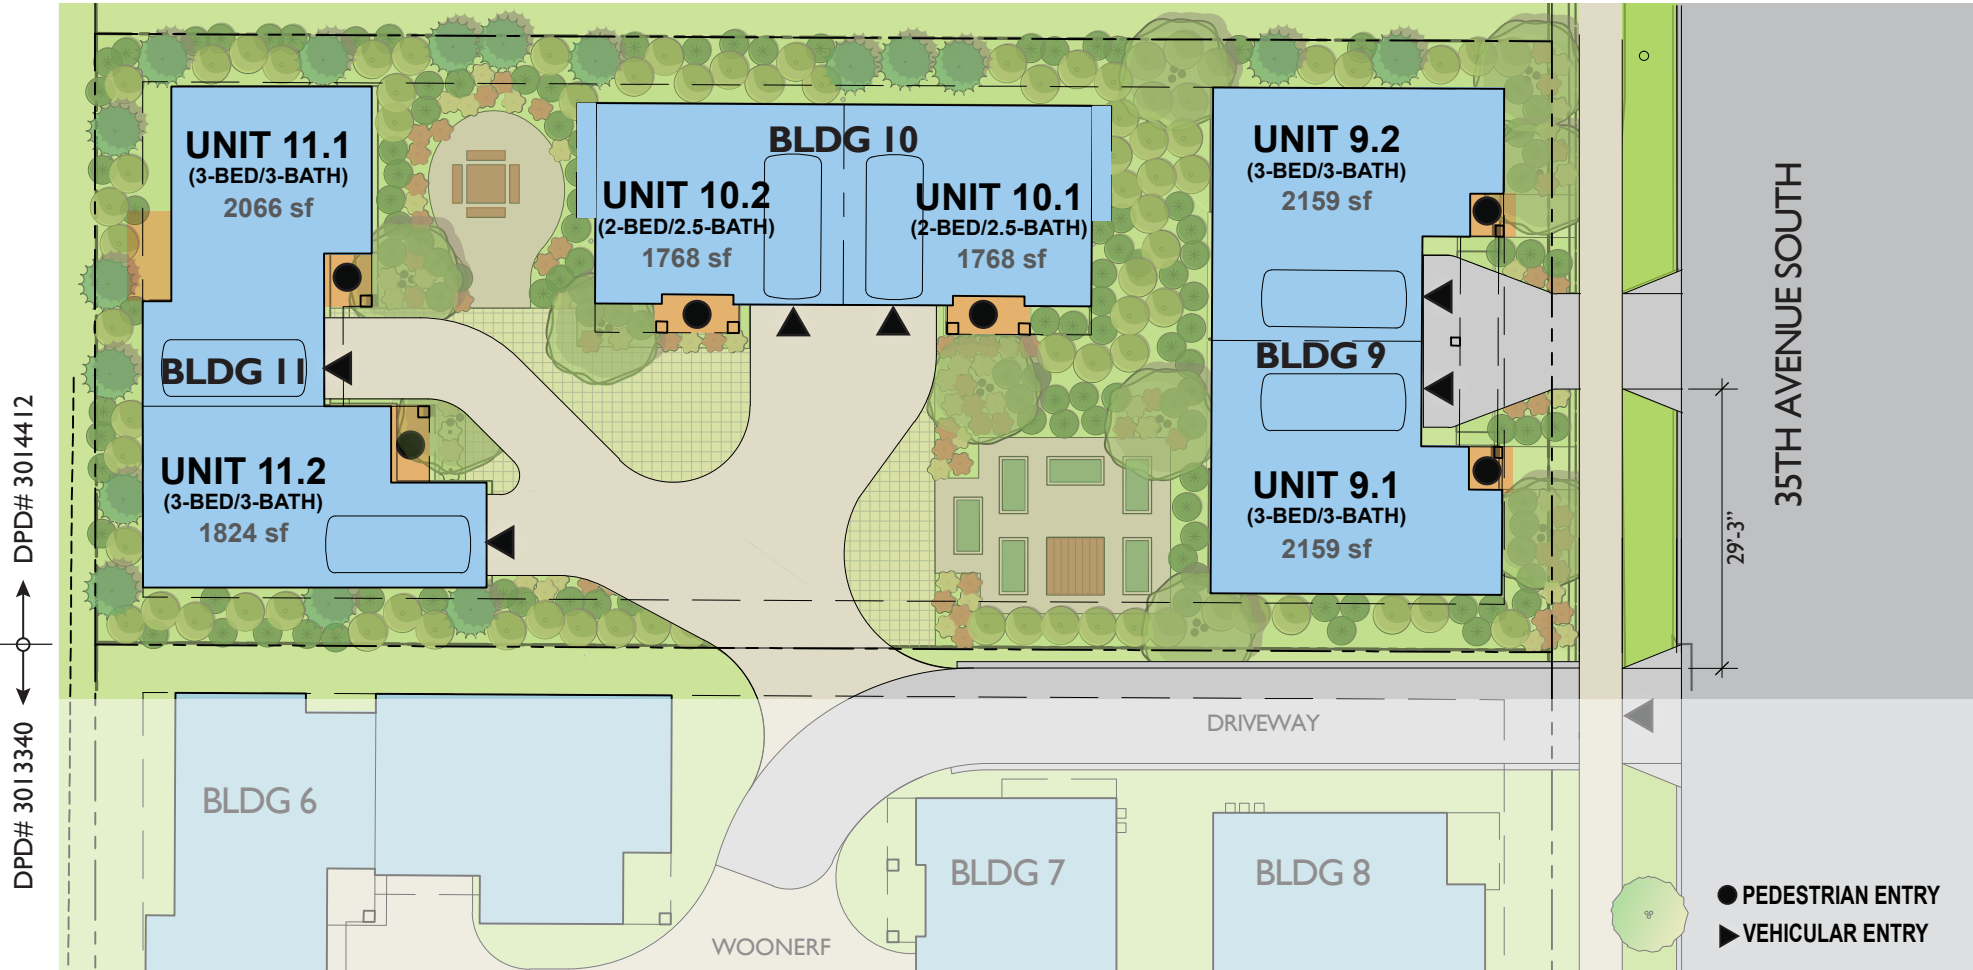 UNIT 11.1
(3-BED/3-BATH)
2066 sf
BLDG 10
UNIT 10.2
(2-BED/2.5-BATH)
1768 sf
UNIT 10.1
(2-BED/2.5-BATH)
1768 sf
UNIT 9.2
(3-BED/3-BATH)
2159 sf
BLDG 11
BLDG 9
UNIT 11.2
(3-BED/3-BATH)
1824 sf
UNIT 9.1
(3-BED/3-BATH)
2159 sf
35TH AVENUE SOUTH
29'-3"
DPD# 3014412
DPD# 3013340
DRIVEWAY
BLDG 6
BLDG 7
BLDG 8
WOONERF
PEDESTRIAN ENTRY
VEHICULAR ENTRY